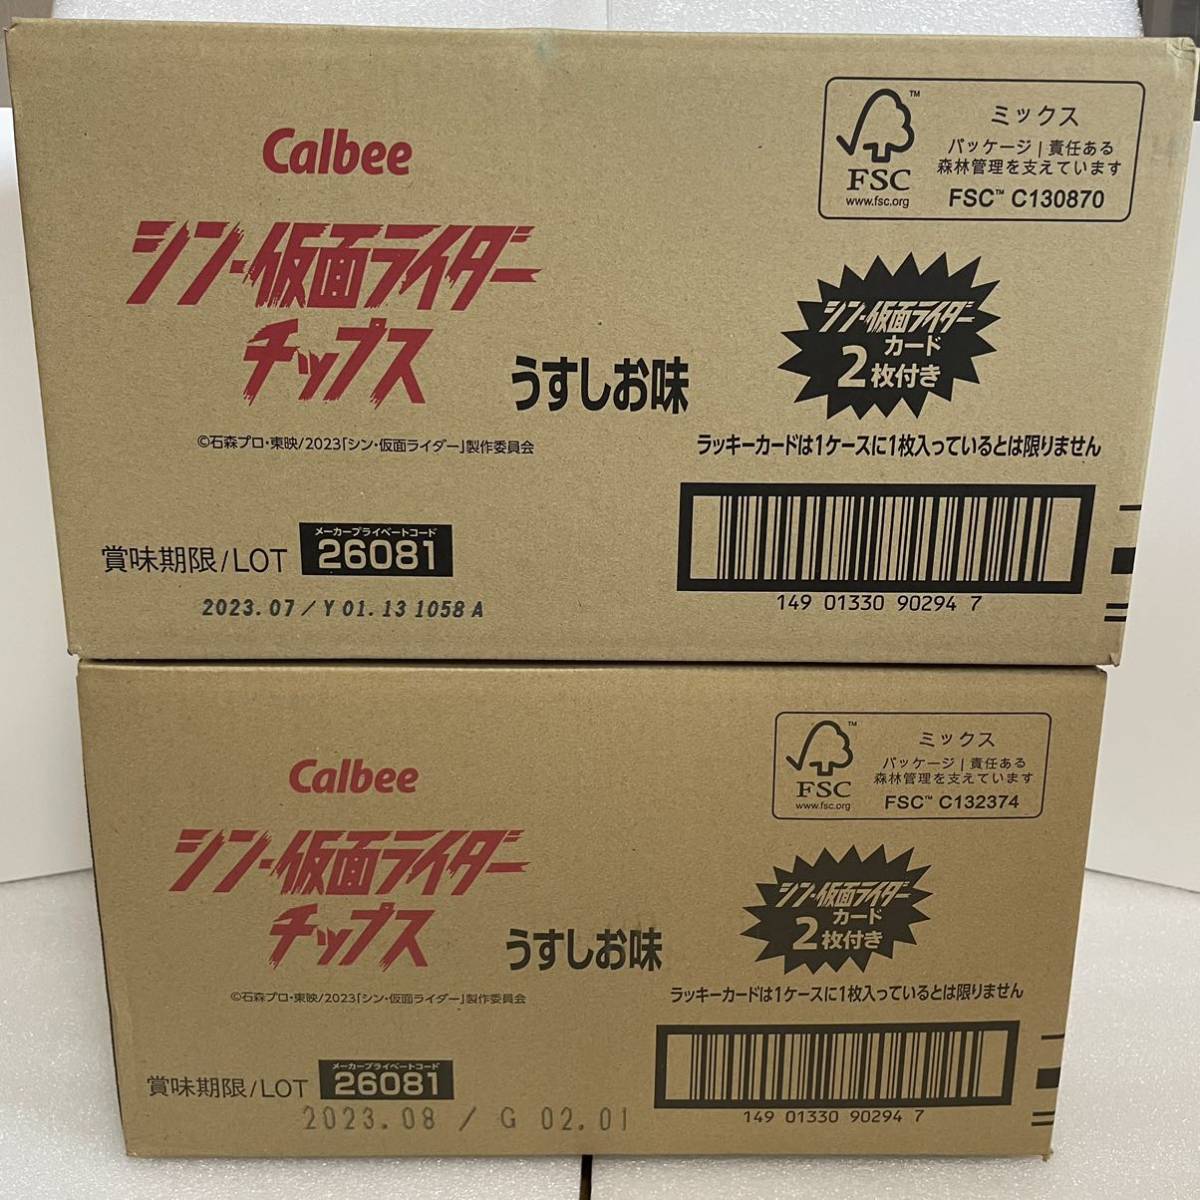 Calbee
シン・仮面ライダー
チップス
うすしお味
©石森プロ・東映/2023「シン・仮面ライダー」製作委員会
FSC
TM
www.fsc.org
ミックス
パッケージ | 責任ある
森林管理を支えています
FSC™ C130870
シン・仮面ライダー
カード
2枚付き
ラッキーカードは1ケースに1枚入っているとは限りません
賞味期限/LOT
メーカープライベートコード
26081
2023.07/Y 01.13 1058 A
149 01330 90294 7
Calbee
シン・仮面ライダー
チップス
うすしお味
©石森プロ・東映/2023「シン・仮面ライダー」製作委員会
FSC
TM
www.fsc.org
ミックス
パッケージ | 責任ある
森林管理を支えています
FSC™ C132374
シン・仮面ライダー
カード
2枚付き
ラッキーカードは1ケースに1枚入っているとは限りません
賞味期限/LOT
メーカープライベートコード
26081
2023.08 / G 02.01
149 01330 90294 7